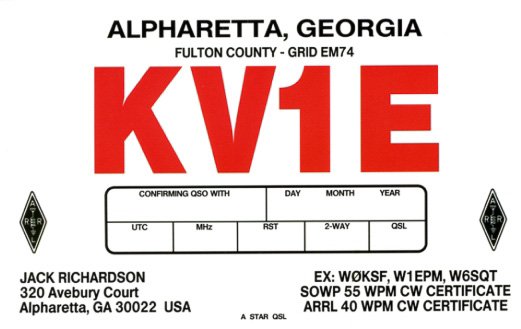 ALPHARETTA, GEORGIA
FULTON COUNTY - GRID EM74
KV1E
CONFIRMING QSO WITH DAY MONTH YEAR
UTC MHz RST 2-WAY QSL
JACK RICHARDSON
320 Avebury Court
Alpharetta, GA 30022 USA
EX: WØKSF, W1EPM, W6SQT
SOWP 55 WPM CW CERTIFICATE
ARRL 40 WPM CW CERTIFICATE
A STAR QSL